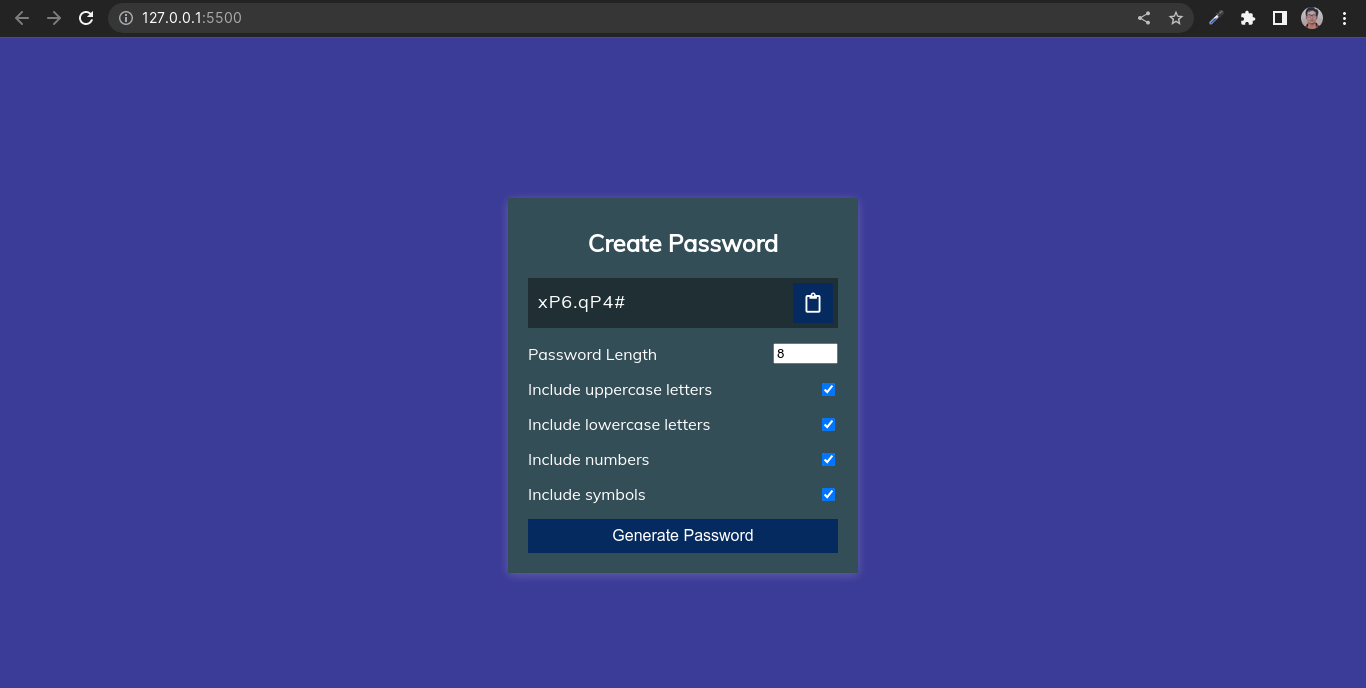 127.0.0.1:5500
Create Password
xP6.qP4#
Password Length 8
Include uppercase letters
Include lowercase letters
Include numbers
Include symbols
Generate Password